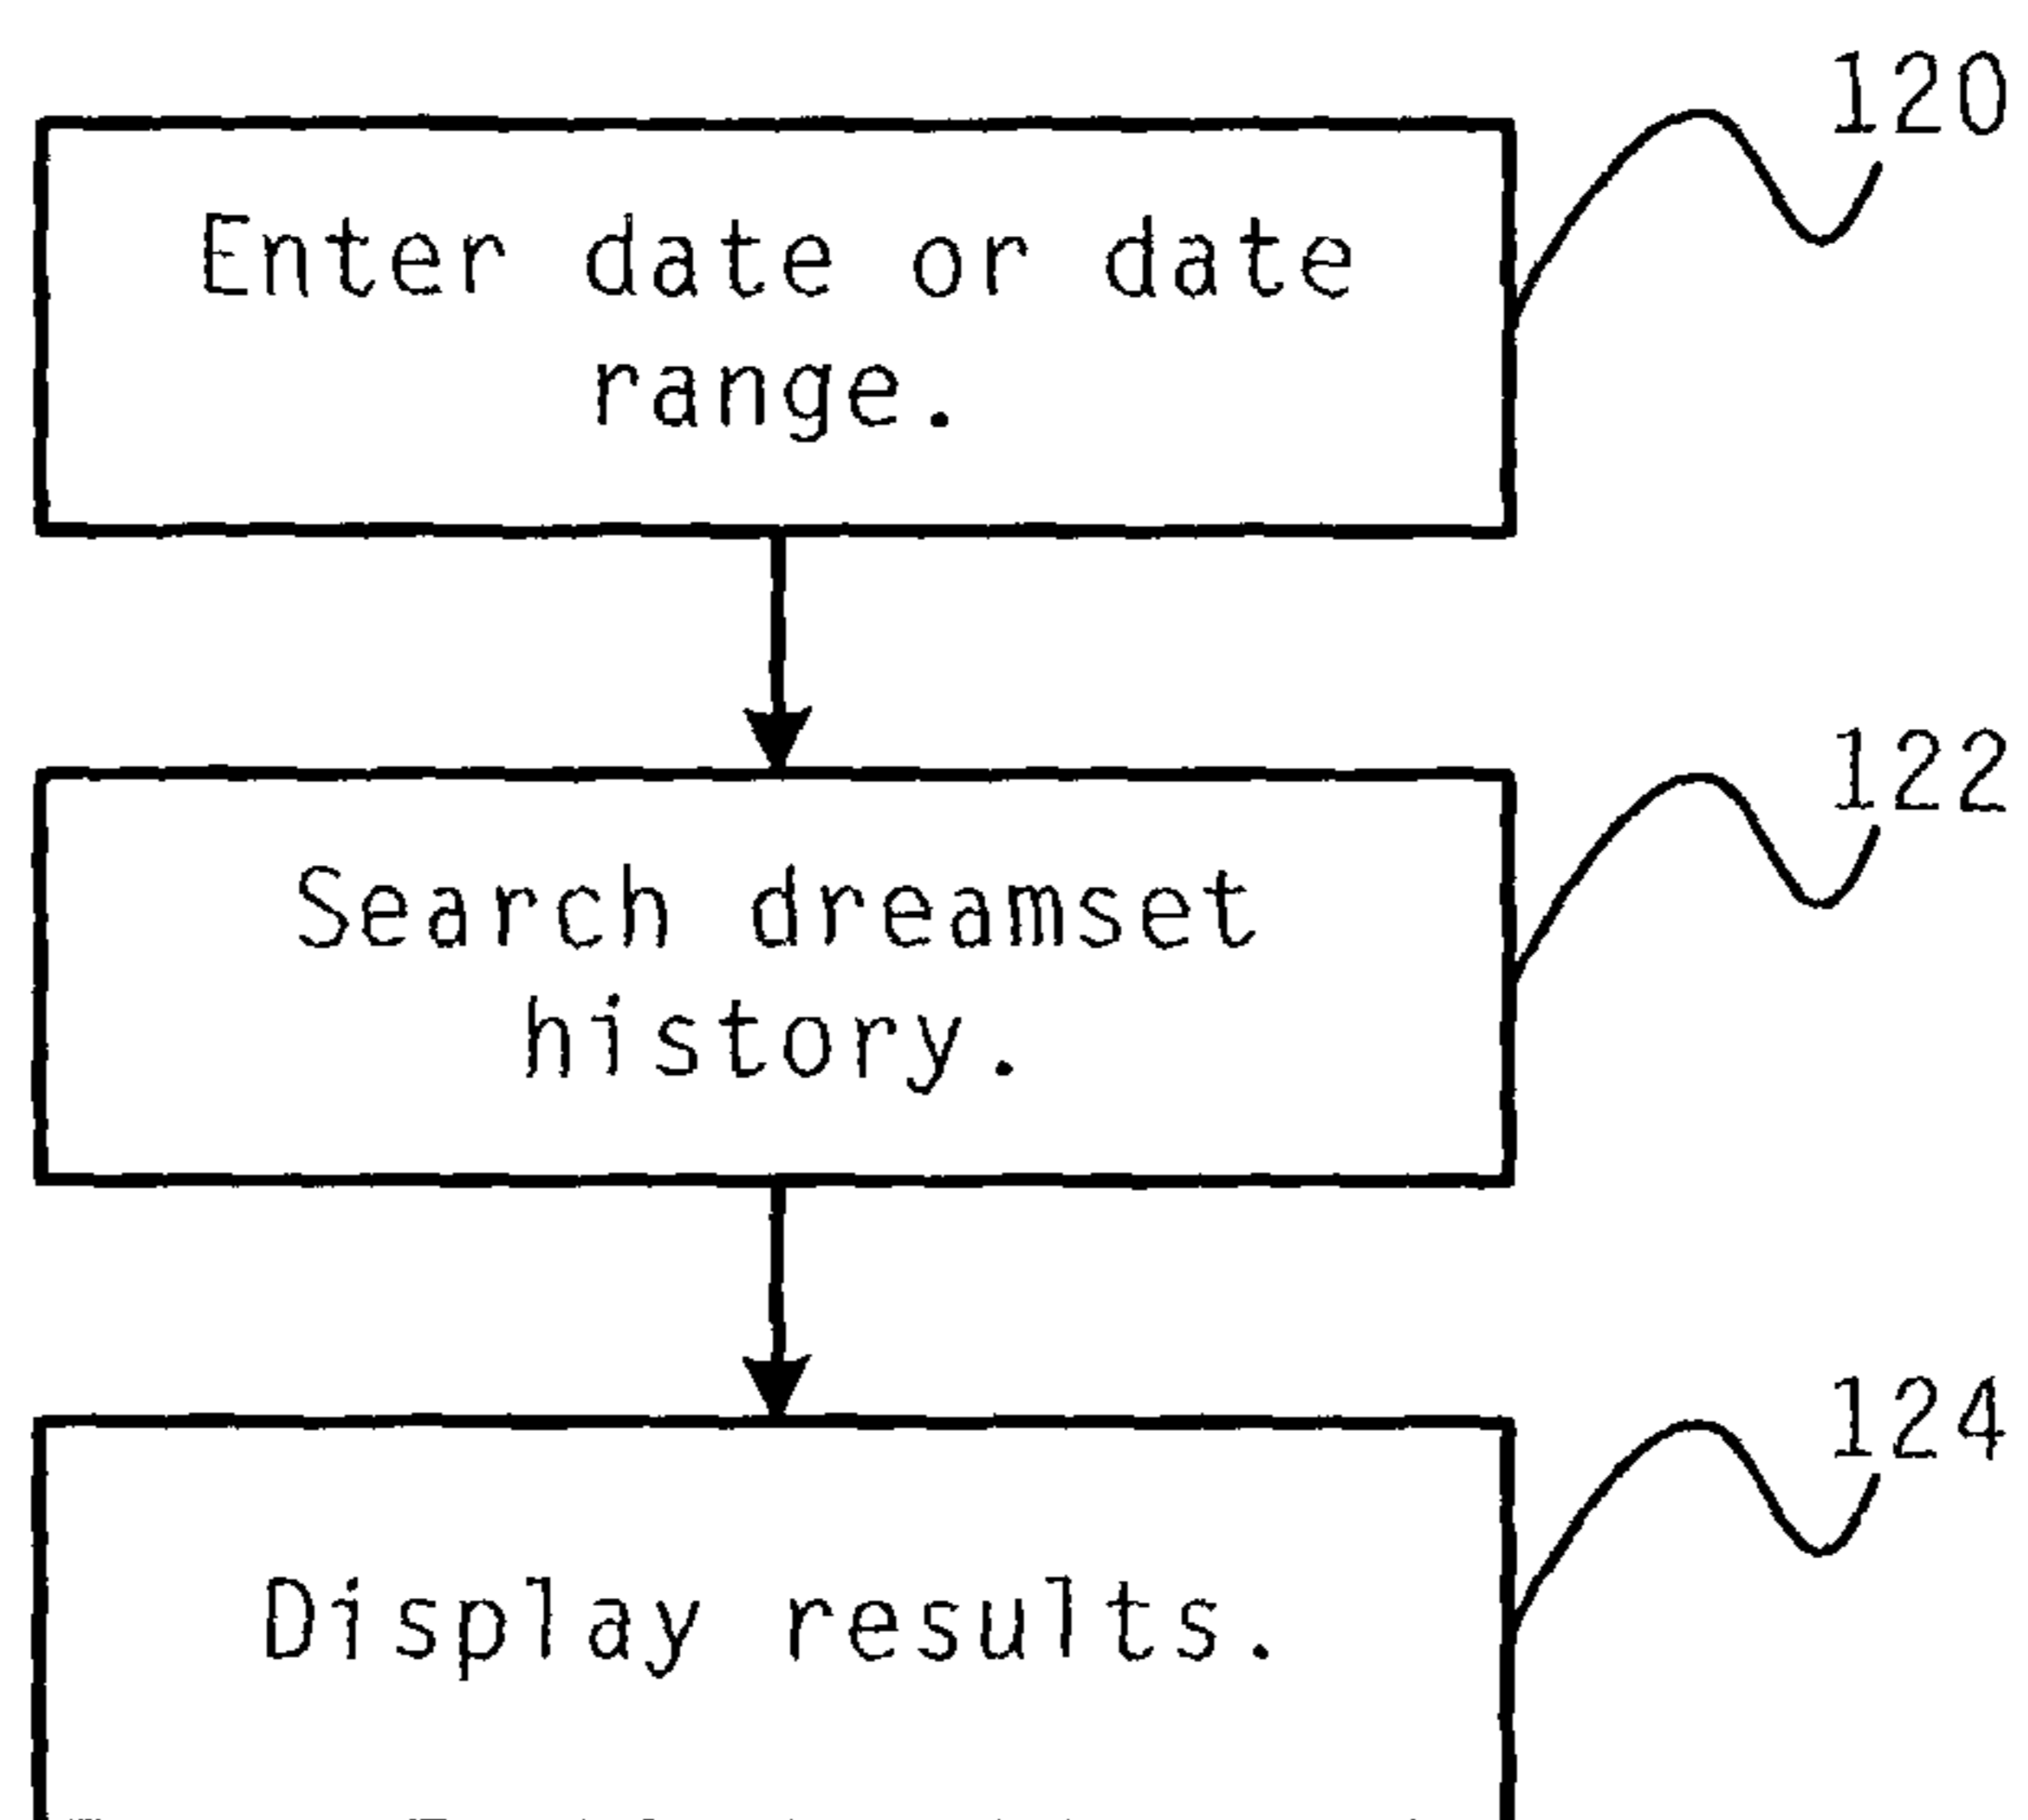 120
Enter date or date
range.
122
Search dreamset
history.
124
Display results.